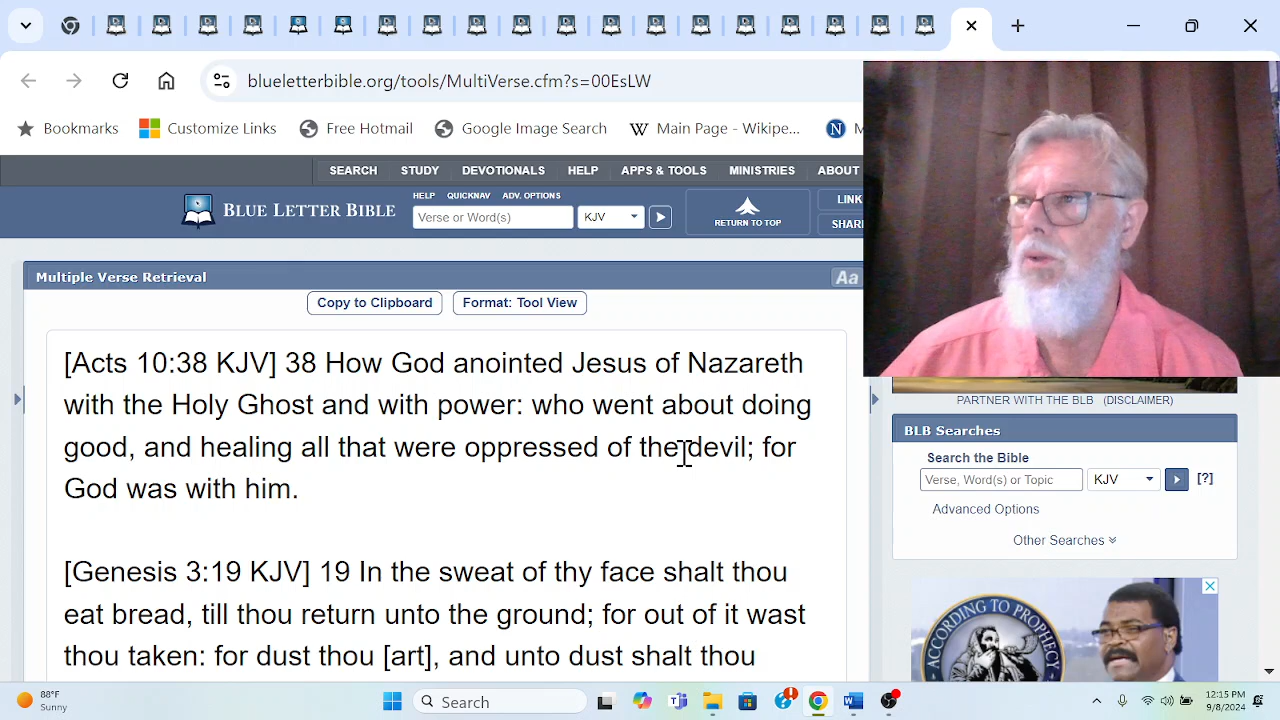 blueletterbible.org/tools/MultiVerse.cfm?s=00EsLW
Bookmarks
Customize Links
Free Hotmail
Google Image Search
W Main Page - Wikipe...
N
SEARCH STUDY DEVOTIONALS HELP APPS & TOOLS MINISTRIES ABOUT
HELP QUICKNAV ADV. OPTIONS
BLUE LETTER BIBLE
Verse or Word(s)
KJV
RETURN TO TOP
LINK
SHAR
Multiple Verse Retrieval
Aa
Copy to Clipboard
Format: Tool View
[Acts 10:38 KJV] 38 How God anointed Jesus of Nazareth
with the Holy Ghost and with power: who went about doing
good, and healing all that were oppressed of the devil; for
God was with him.
[Genesis 3:19 KJV] 19 In the sweat of thy face shalt thou
eat bread, till thou return unto the ground; for out of it wast
thou taken: for dust thou [art], and unto dust shalt thou
PARTNER WITH THE BLB (DISCLAIMER)
BLB Searches
Search the Bible
Verse, Word(s) or Topic
KJV
[?]
Advanced Options
Other Searches
ACCORDING TO PROPHECY
88°F
Sunny
Search
12:15 PM
9/8/2024